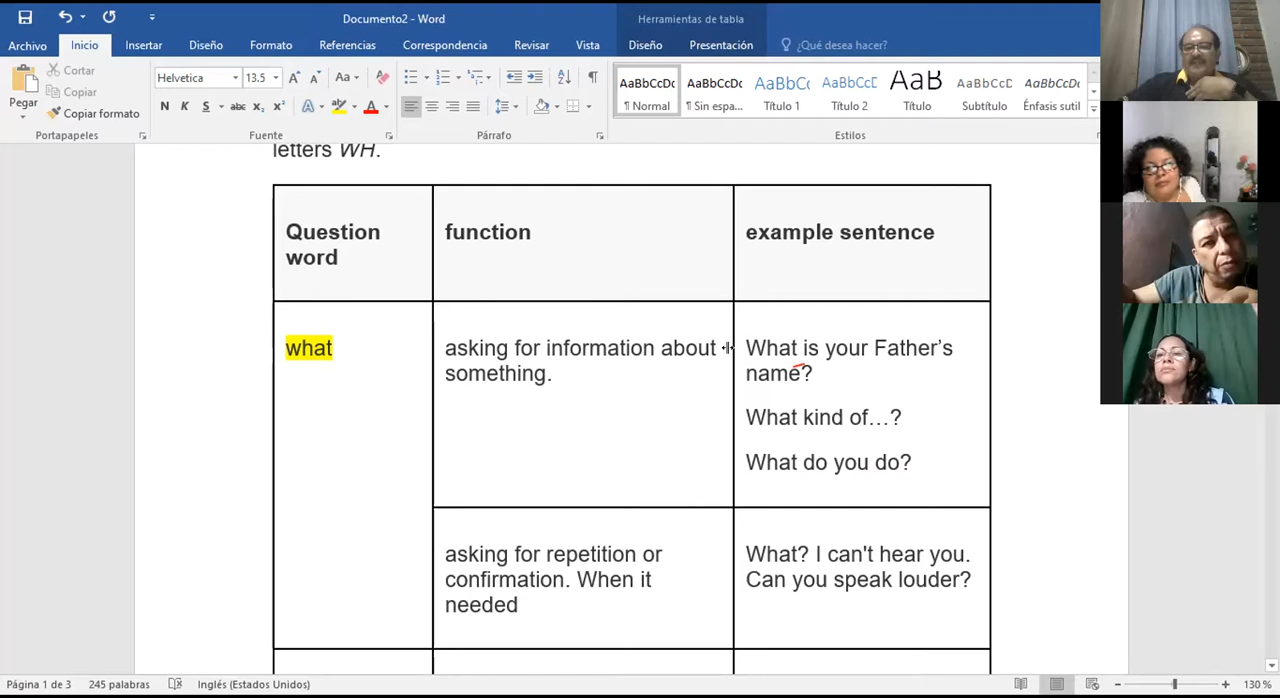 Documento2 - Word
Herramientas de tabla
Archivo Inicio Insertar Diseño Formato Referencias Correspondencia Revisar Vista Diseño Presentación ¿Qué desea hacer?
Pegar
Cortar
Copiar
Copiar formato
Portapapeles
Helvetica 13.5
N K S abc x₂ x²
Fuente
Párrafo
AaBbCcDc AaBbCcDc AaBbCcDc AaBbCcD AaB AaBbCcD AaBbCcDc
¶ Normal ¶ Sin espa... Título 1 Título 2 Título Subtítulo Énfasis sutil
Estilos
letters WH.
Question
word
function
example sentence
what
asking for information about
something.
What is your Father’s
name?
What kind of…?
What do you do?
asking for repetition or
confirmation. When it
needed
What? I can't hear you.
Can you speak louder?
Página 1 de 3 245 palabras Inglés (Estados Unidos) 130 %